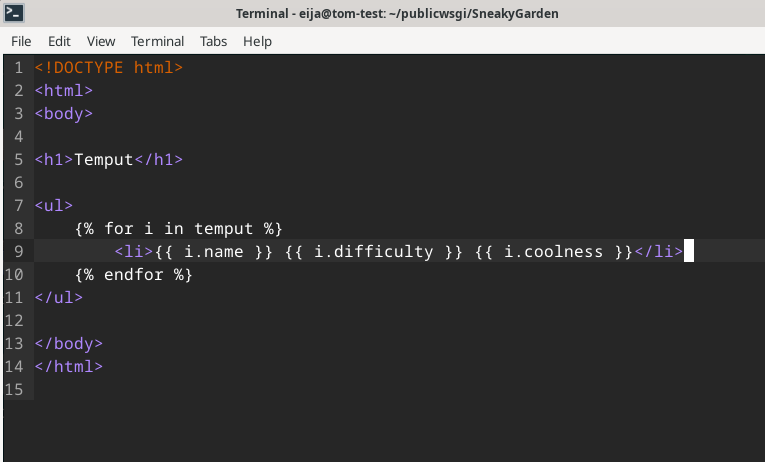 Terminal - eija@tom-test: ~/publicwsgi/SneakyGarden
File Edit View Terminal Tabs Help
1 <!DOCTYPE html>
2 <html>
3 <body>
4
5 <h1>Temput</h1>
6
7 <ul>
8     {% for i in temput %}
9         <li>{{ i.name }} {{ i.difficulty }} {{ i.coolness }}</li>
10     {% endfor %}
11 </ul>
12
13 </body>
14 </html>
15